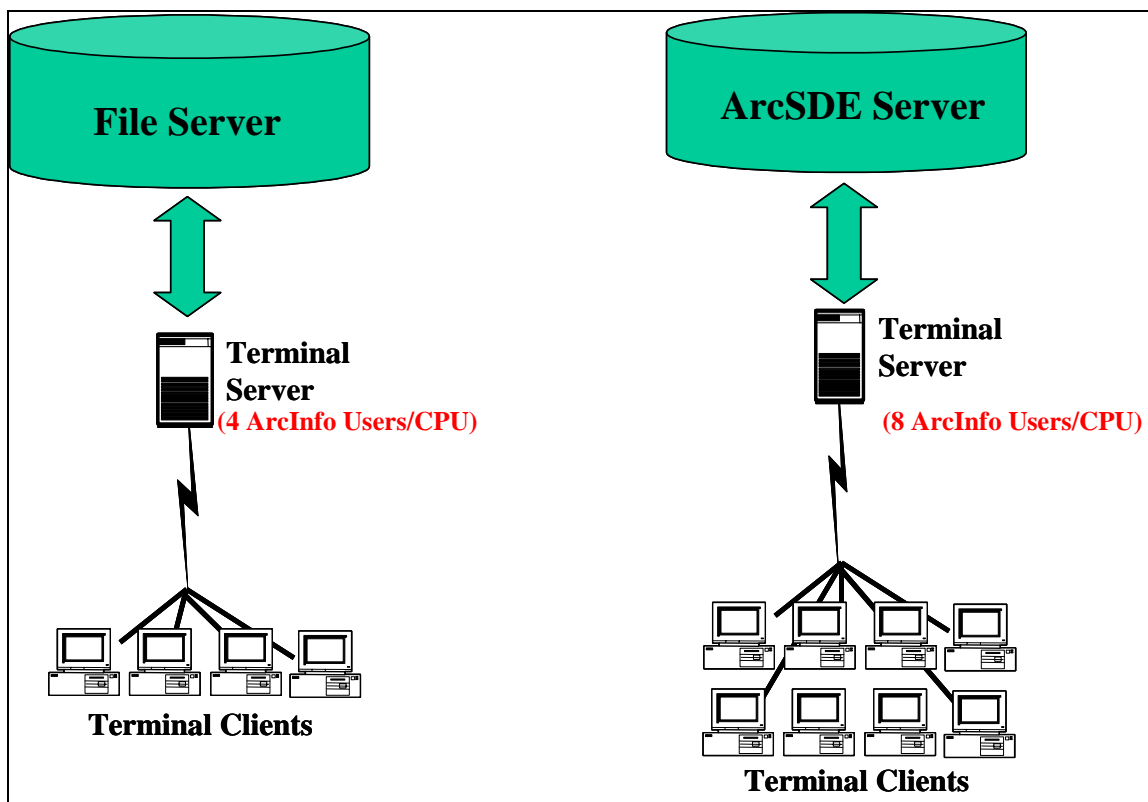 File Server
Terminal
Server
(4 ArcInfo Users/CPU)
Terminal Clients
ArcSDE Server
Terminal
Server
(8 ArcInfo Users/CPU)
Terminal Clients